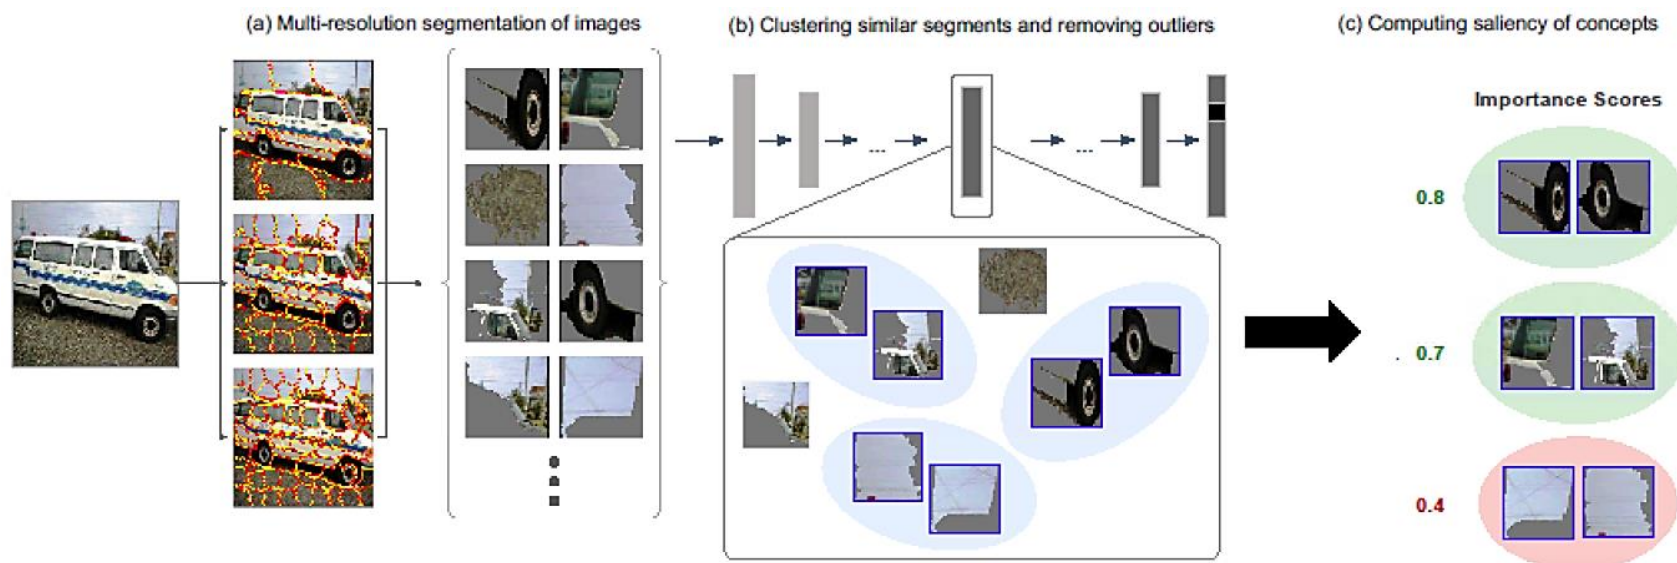 (a) Multi-resolution segmentation of images
(b) Clustering similar segments and removing outliers
(c) Computing saliency of concepts
Importance Scores
... ...
0.8
. 0.7
0.4